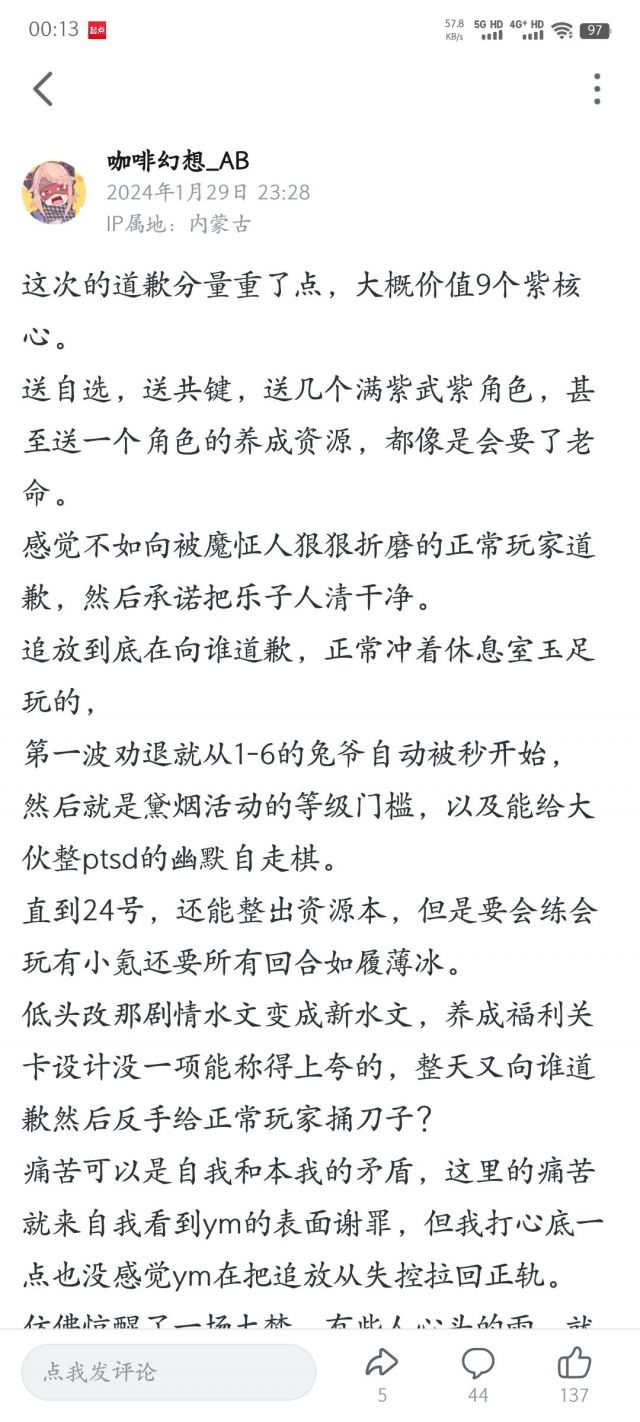 00:13
起点
57.8
KB/s
5G HD
4G+ HD
97
咖啡幻想_AB
2024年1月29日 23:28
IP属地：内蒙古
这次的道歉分量重了点，大概价值9个紫核
心。
送自选，送共键，送几个满紫武紫角色，甚
至送一个角色的养成资源，都像是会要了老
命。
感觉不如向被魔怔人狠狠折磨的正常玩家道
歉，然后承诺把乐子人清干净。
追放到底在向谁道歉，正常冲着休息室玉足
玩的，
第一波劝退就从1-6的兔爷自动被秒开始，
然后就是黛烟活动的等级门槛，以及能给大
伙整ptsd的幽默自走棋。
直到24号，还能整出资源本，但是要会练会
玩有小氪还要所有回合如履薄冰。
低头改那剧情水文变成新水文，养成福利关
卡设计没一项能称得上夸的，整天又向谁道
歉然后反手给正常玩家捅刀子？
痛苦可以是自我和本我的矛盾，这里的痛苦
就来自我看到ym的表面谢罪，但我打心底一
点也没感觉ym在把追放从失控拉回正轨。
仿佛惊醒了一场大梦，有些人心头的雨，就
点我发评论
5
44
137